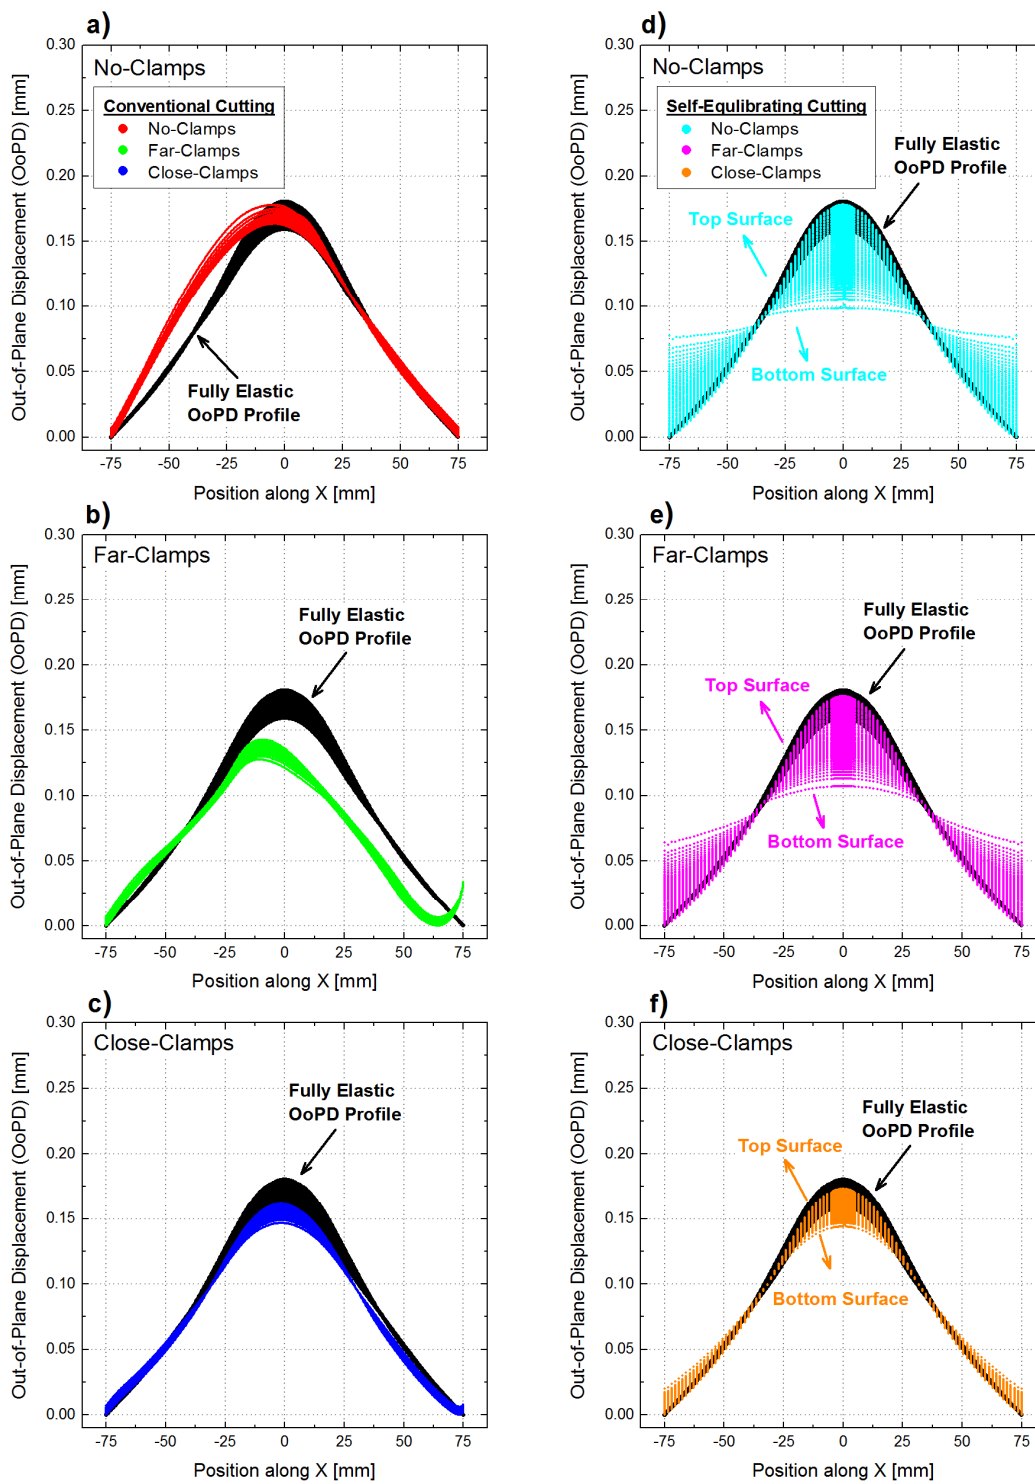 a)
No-Clamps
Conventional Cutting
No-Clamps
Far-Clamps
Close-Clamps
Fully Elastic
OoPD Profile
0.30
0.25
0.20
0.15
0.10
0.05
0.00
-75
-50
-25
0
25
50
75
Out-of-Plane Displacement (OoPD) [mm]
Position along X [mm]
d)
No-Clamps
Self-Equlibrating Cutting
No-Clamps
Far-Clamps
Close-Clamps
Fully Elastic
OoPD Profile
Top Surface
Bottom Surface
0.30
0.25
0.20
0.15
0.10
0.05
0.00
-75
-50
-25
0
25
50
75
Out-of-Plane Displacement (OoPD) [mm]
Position along X [mm]
b)
Far-Clamps
Fully Elastic
OoPD Profile
0.30
0.25
0.20
0.15
0.10
0.05
0.00
-75
-50
-25
0
25
50
75
Out-of-Plane Displacement (OoPD) [mm]
Position along X [mm]
e)
Far-Clamps
Fully Elastic
OoPD Profile
Top Surface
Bottom Surface
0.30
0.25
0.20
0.15
0.10
0.05
0.00
-75
-50
-25
0
25
50
75
Out-of-Plane Displacement (OoPD) [mm]
Position along X [mm]
c)
Close-Clamps
Fully Elastic
OoPD Profile
0.30
0.25
0.20
0.15
0.10
0.05
0.00
-75
-50
-25
0
25
50
75
Out-of-Plane Displacement (OoPD) [mm]
Position along X [mm]
f)
Close-Clamps
Fully Elastic
OoPD Profile
Top Surface
Bottom Surface
0.30
0.25
0.20
0.15
0.10
0.05
0.00
-75
-50
-25
0
25
50
75
Out-of-Plane Displacement (OoPD) [mm]
Position along X [mm]